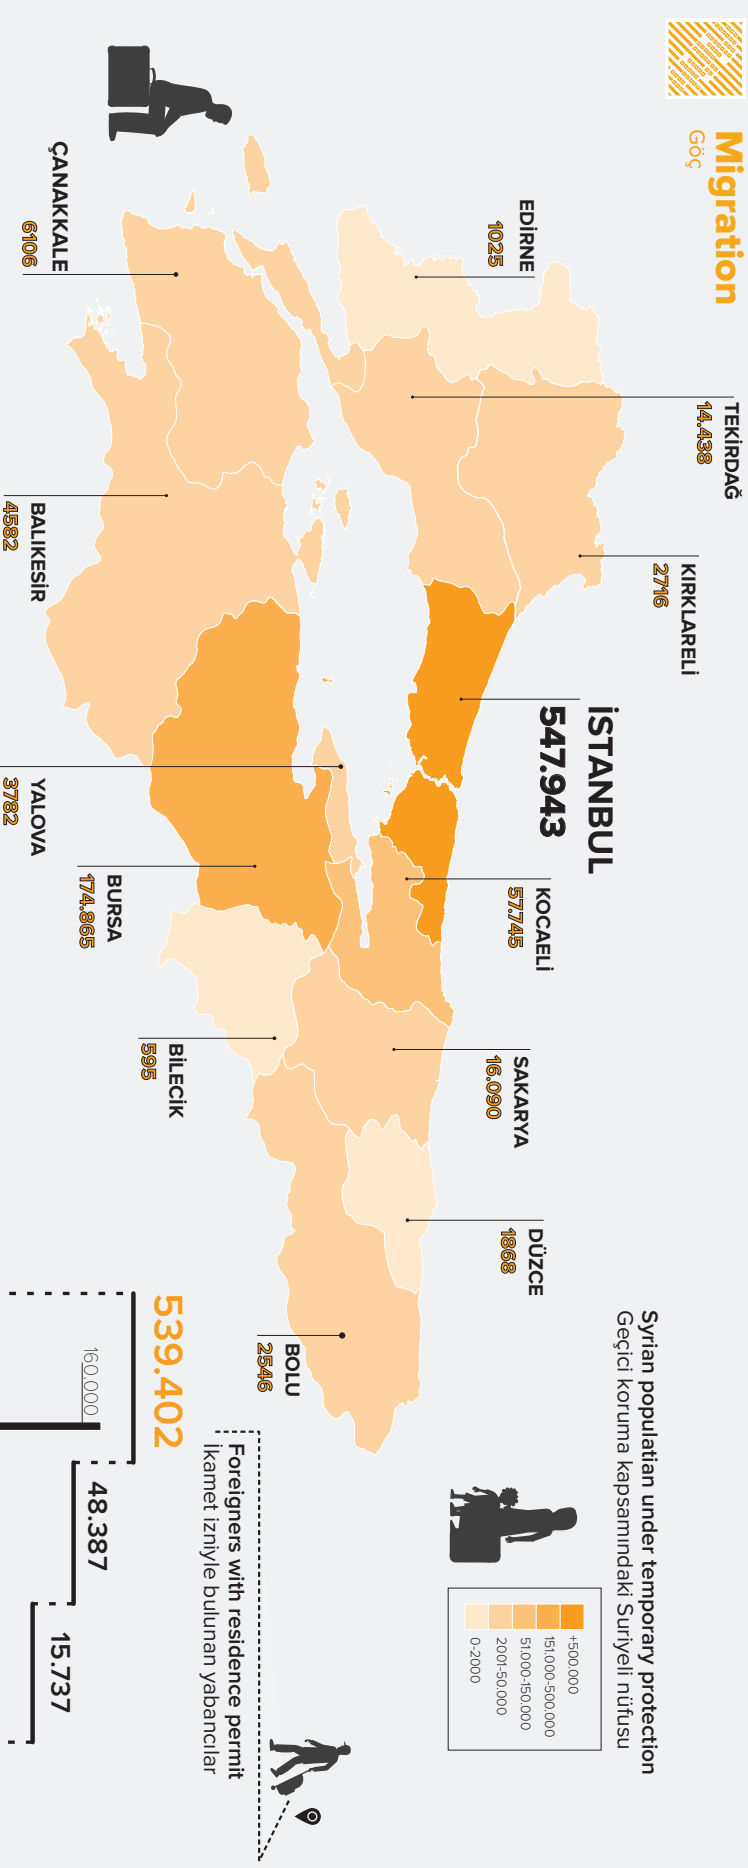 Migration
Göç
EDİRNE
1025
TEKİRDAĞ
14.438
KIRKLARELİ
2716
İSTANBUL
547.943
KOCAELİ
57.745
SAKARYA
16.090
DÜZCE
1868
ÇANAKKALE
6106
BALIKESİR
4582
YALOVA
3782
BURSA
174.865
BİLECİK
595
BOLU
2546
Syrian populatian under temporary protection
Geçici koruma kapsamındaki Suriyeli nüfusu
+500.000
151.000-500.000
51.000-150.000
2001-50.000
0-2000
Foreigners with residence permit
İkamet izniyle bulunan yabancılar
539.402
160.000
48.387
15.737